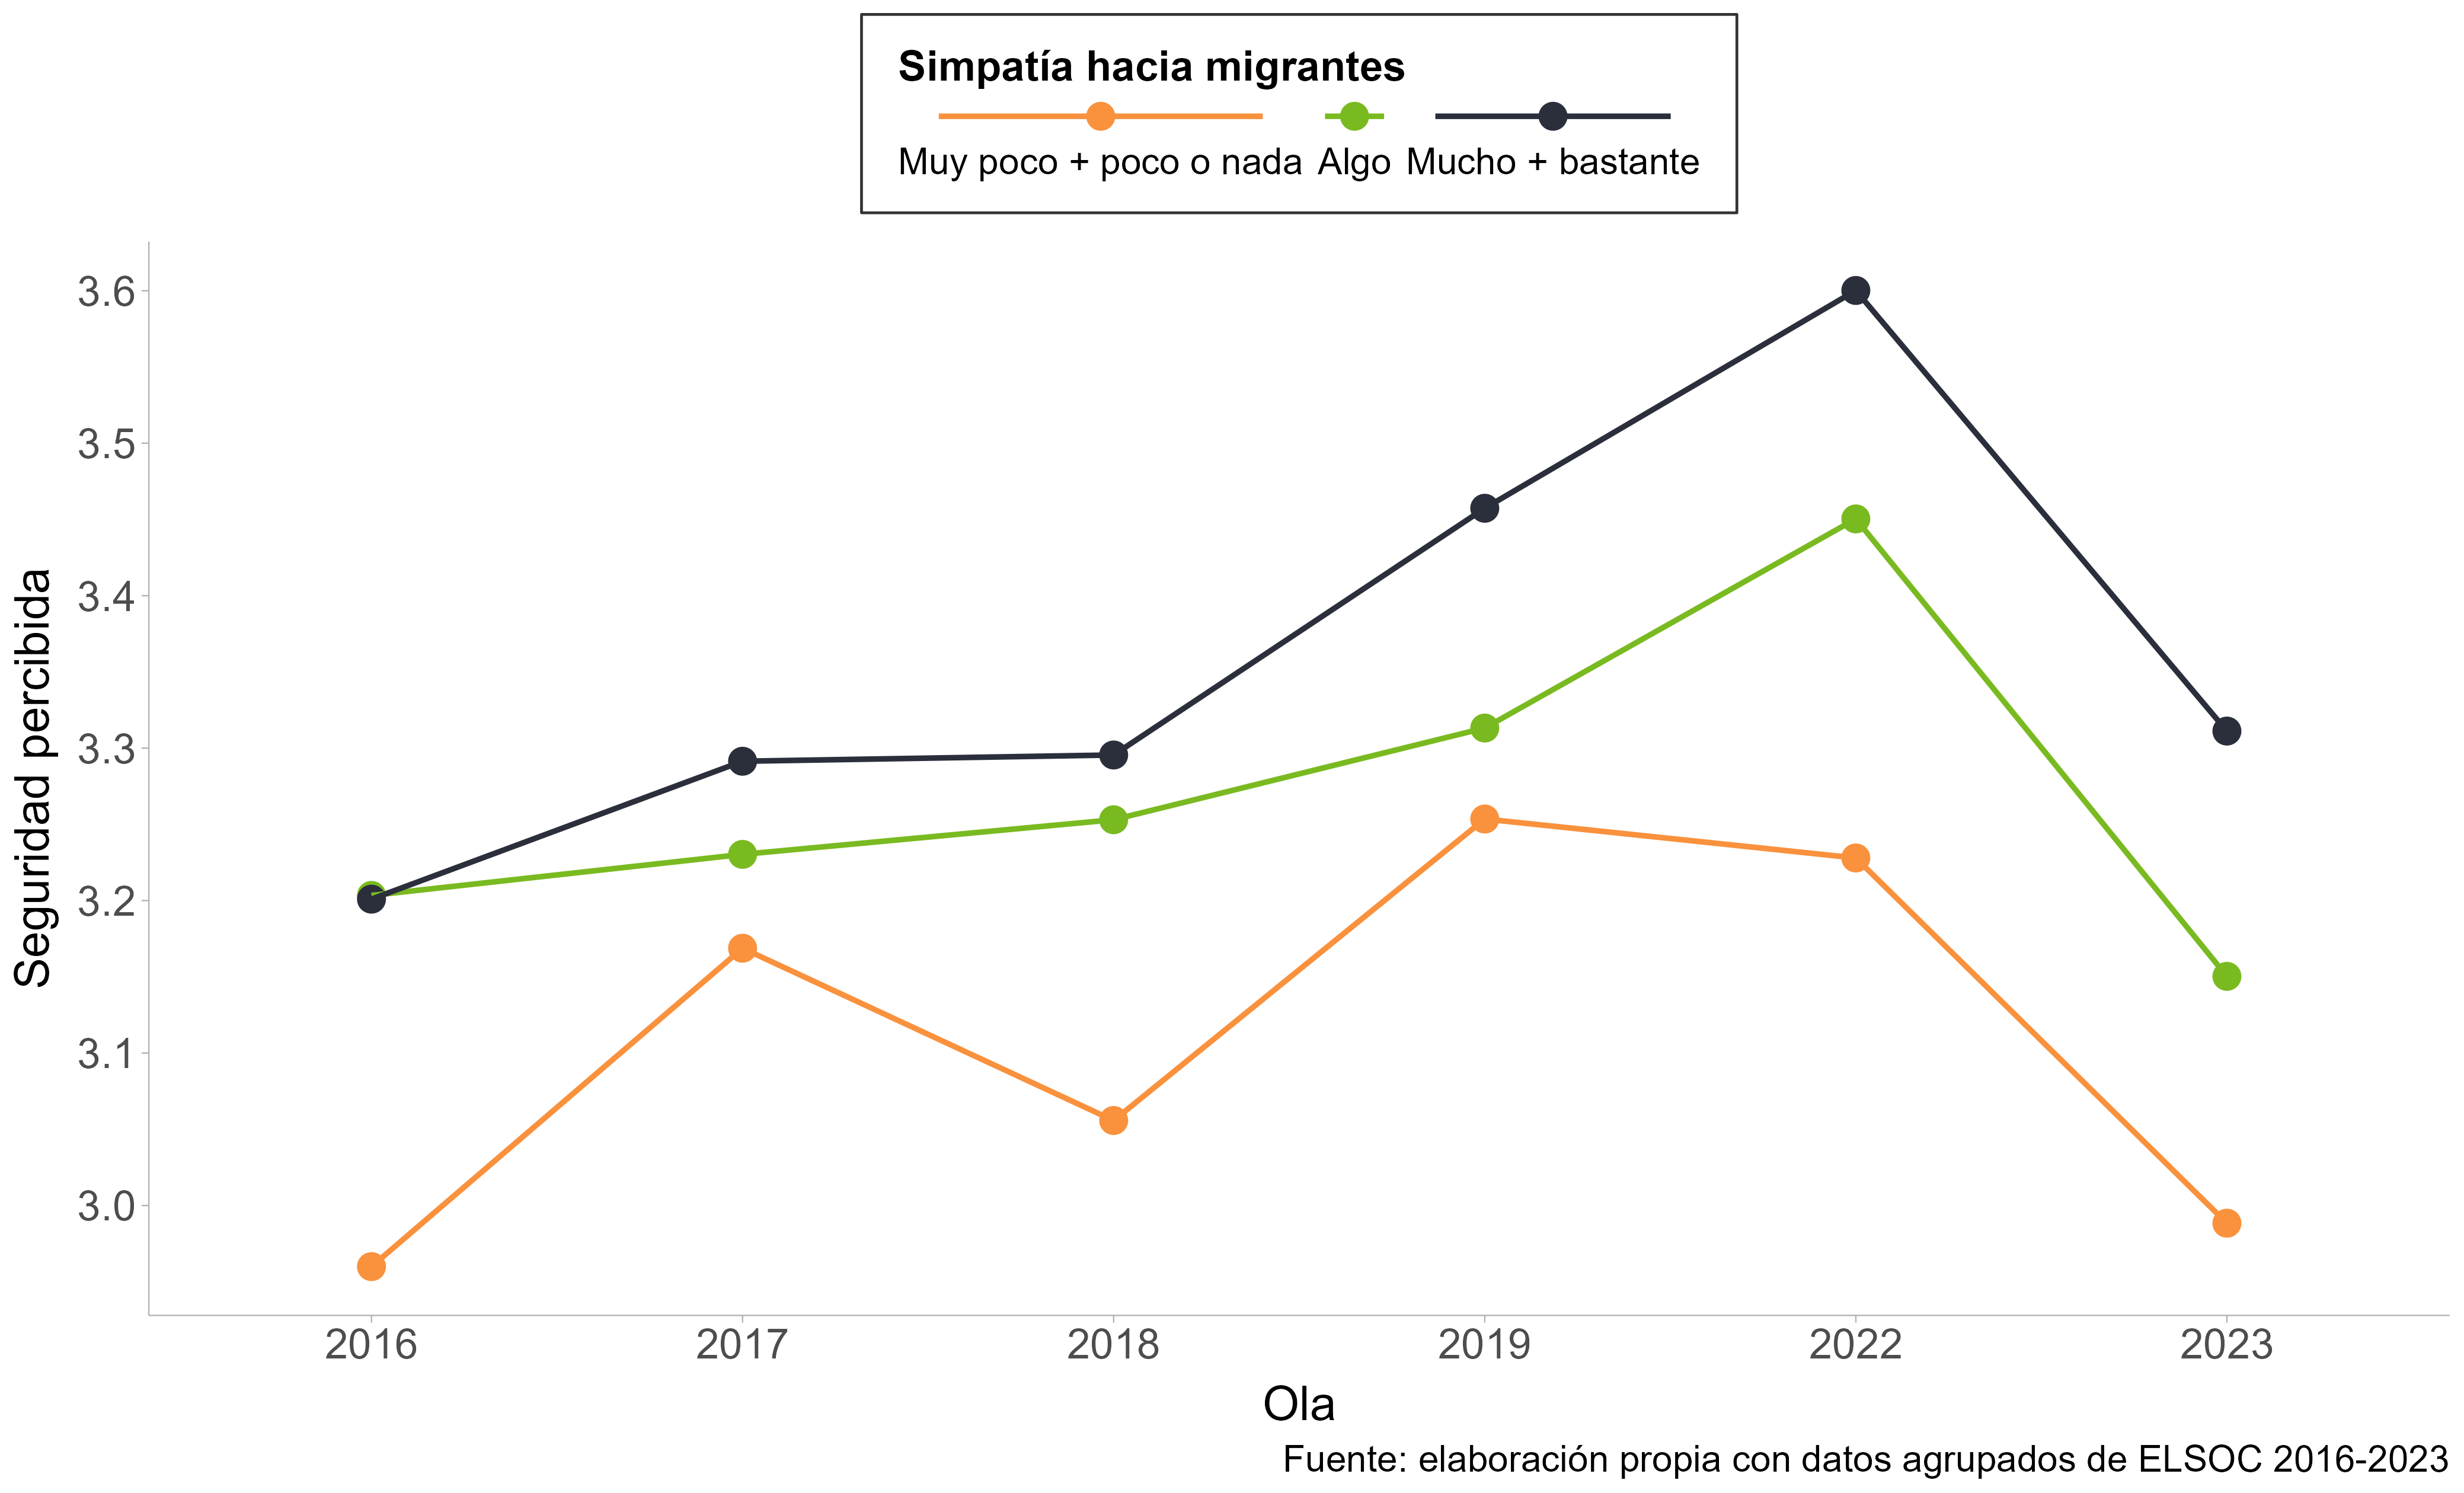 Simpatía hacia migrantes
Muy poco + poco o nada Algo Mucho + bastante
3.6
3.5
3.4
3.3
3.2
3.1
3.0
Seguridad percibida
2016 2017 2018 2019 2022 2023
Ola
Fuente: elaboración propia con datos agrupados de ELSOC 2016-2023